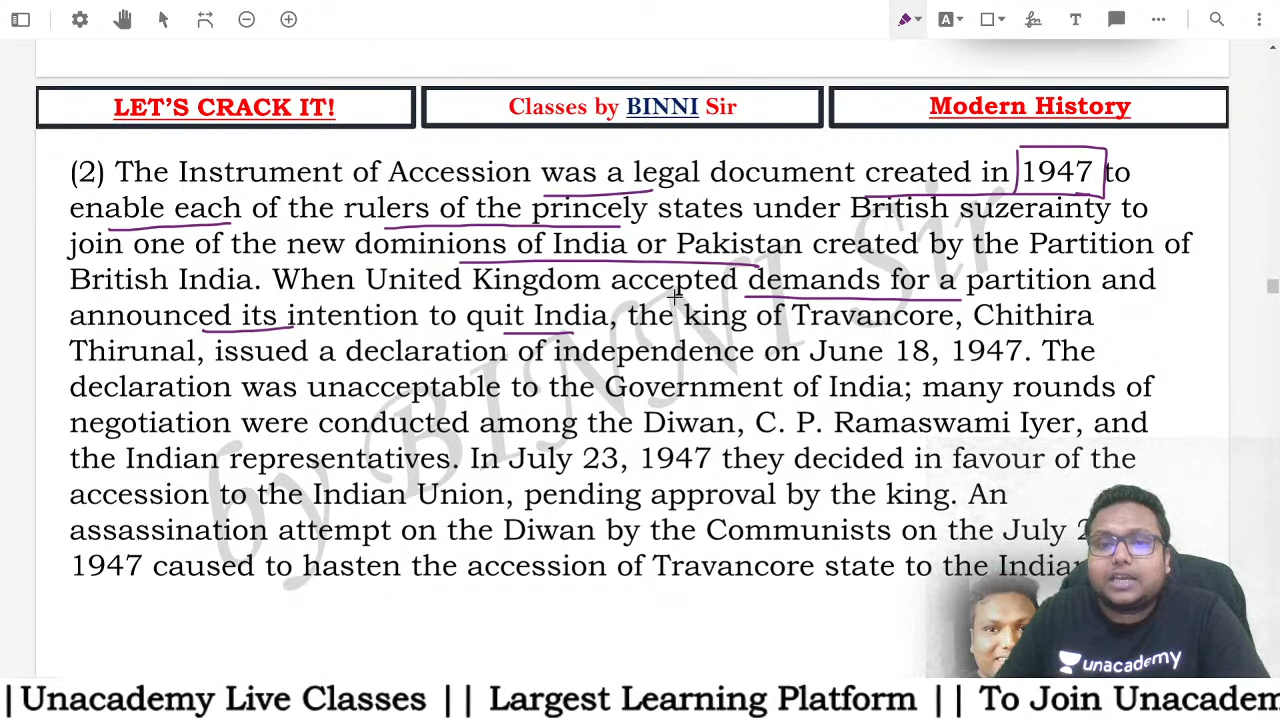 LET'S CRACK IT!
Classes by BINNI Sir
Modern History
(2) The Instrument of Accession was a legal document created in 1947 to
enable each of the rulers of the princely states under British suzerainty to
join one of the new dominions of India or Pakistan created by the Partition of
British India. When United Kingdom accepted demands for a partition and
announced its intention to quit India, the king of Travancore, Chithira
Thirunal, issued a declaration of independence on June 18, 1947. The
declaration was unacceptable to the Government of India; many rounds of
negotiation were conducted among the Diwan, C. P. Ramaswami Iyer, and
the Indian representatives. In July 23, 1947 they decided in favour of the
accession to the Indian Union, pending approval by the king. An
assassination attempt on the Diwan by the Communists on the July
1947 caused to hasten the accession of Travancore state to the
by BINNI Sir
unacademy
|Unacademy Live Classes || Largest Learning Platform || To Join